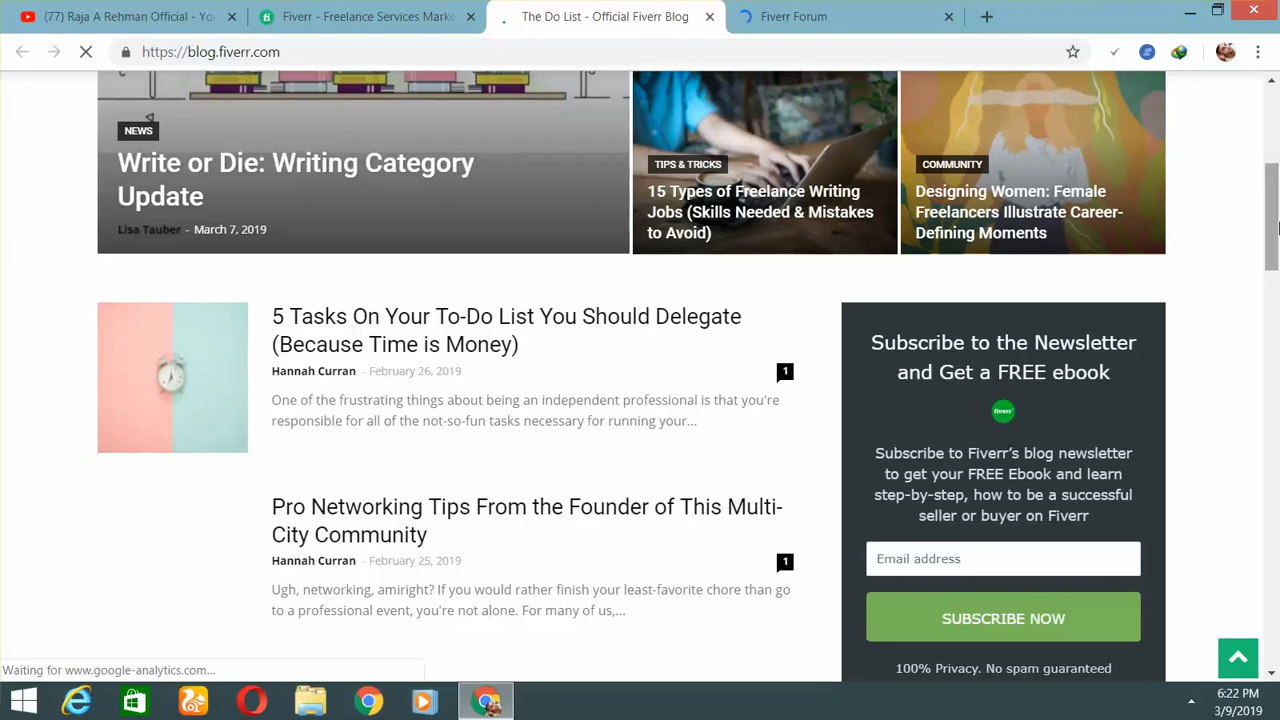 (77) Raja A Rehman Official - Yo
Fiverr - Freelance Services Marke
The Do List - Official Fiverr Blog
Fiverr Forum
https://blog.fiverr.com
NEWS
Write or Die: Writing Category
Update
Lisa Tauber - March 7, 2019
TIPS & TRICKS
15 Types of Freelance Writing
Jobs (Skills Needed & Mistakes
to Avoid)
COMMUNITY
Designing Women: Female
Freelancers Illustrate Career-
Defining Moments
5 Tasks On Your To-Do List You Should Delegate
(Because Time is Money)
Hannah Curran - February 26, 2019
1
One of the frustrating things about being an independent professional is that you're
responsible for all of the not-so-fun tasks necessary for running your...
Pro Networking Tips From the Founder of This Multi-
City Community
Hannah Curran - February 25, 2019
1
Ugh, networking, amiright? If you would rather finish your least-favorite chore than go
to a professional event, you're not alone. For many of us,...
Subscribe to the Newsletter
and Get a FREE ebook
fiverr
Subscribe to Fiverr's blog newsletter
to get your FREE Ebook and learn
step-by-step, how to be a successful
seller or buyer on Fiverr
Email address
SUBSCRIBE NOW
100% Privacy. No spam guaranteed
Waiting for www.google-analytics.com...
6:22 PM
3/9/2019